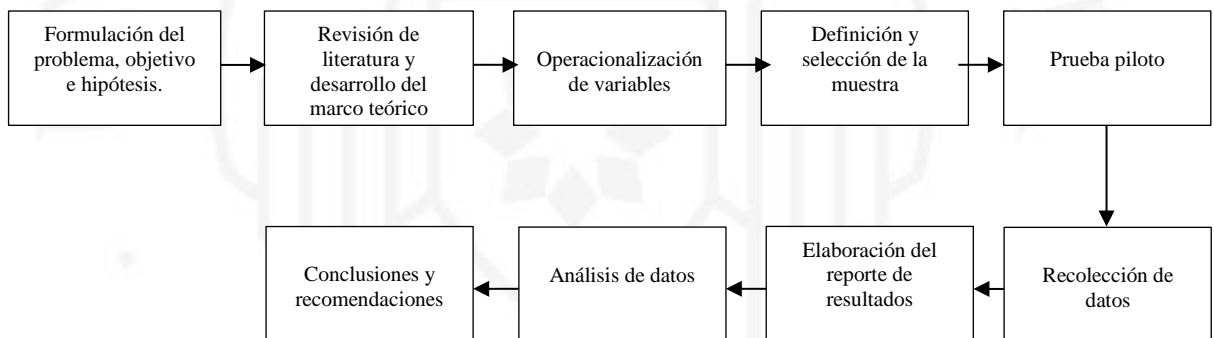 Formulación del
problema, objetivo
e hipótesis.
Revisión de
literatura y
desarrollo del
marco teórico
Operacionalización
de variables
Definición y
selección de la
muestra
Prueba piloto
Recolección de
datos
Elaboración del
reporte de
resultados
Análisis de datos
Conclusiones y
recomendaciones